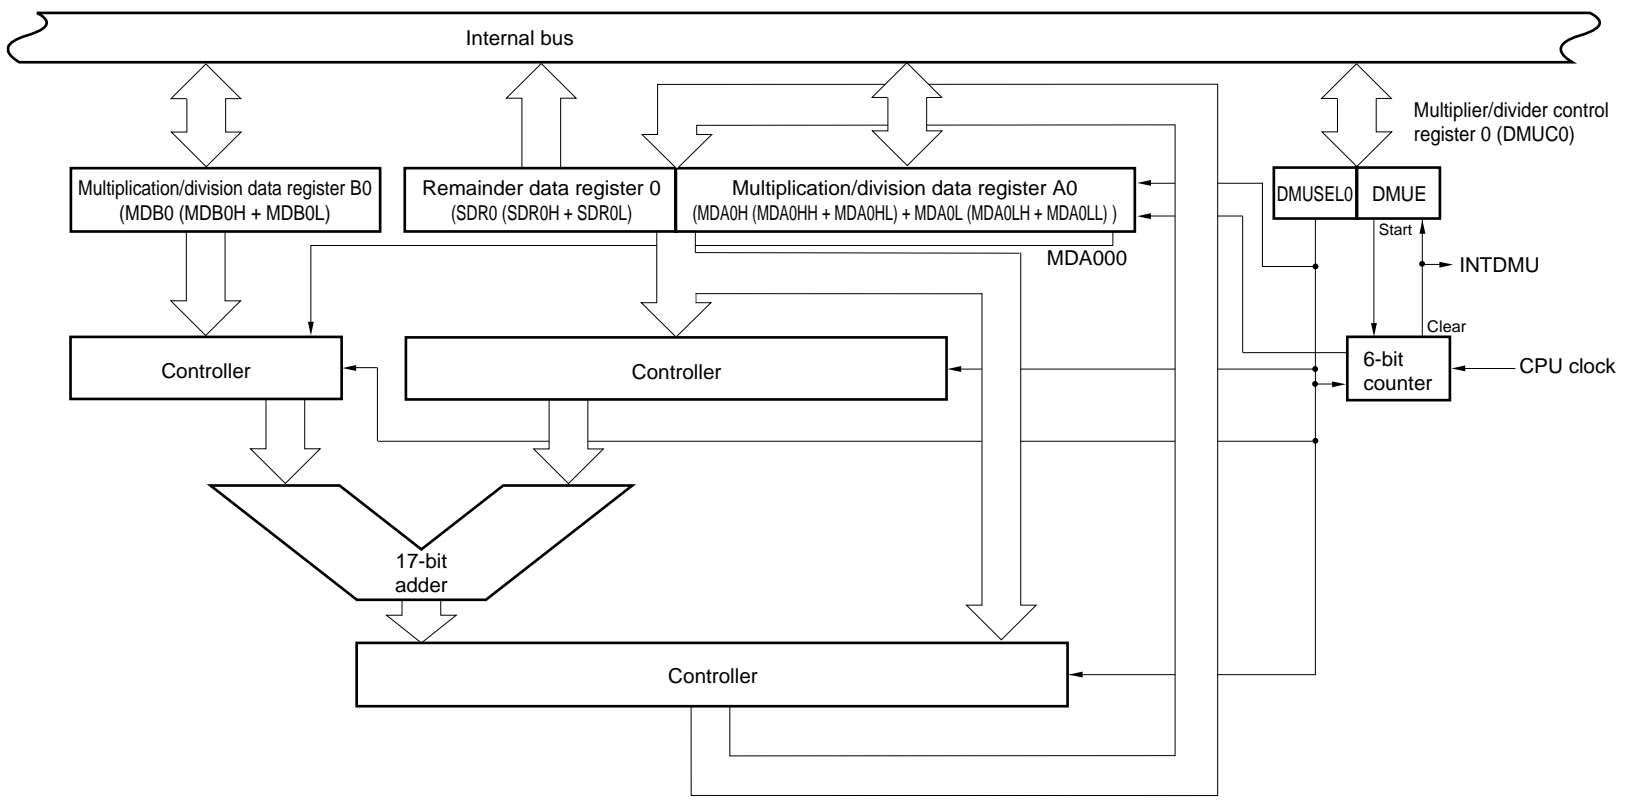 Internal bus
Multiplier/divider control
register 0 (DMUC0)
Multiplication/division data register B0
(MDB0 (MDB0H + MDB0L)
Remainder data register 0
(SDR0 (SDR0H + SDR0L)
Multiplication/division data register A0
(MDA0H (MDA0HH + MDA0HL) + MDA0L (MDA0LH + MDA0LL) )
DMUSEL0
DMUE
Start
MDA000
INTDMU
Clear
Controller
Controller
6-bit
counter
CPU clock
17-bit
adder
Controller